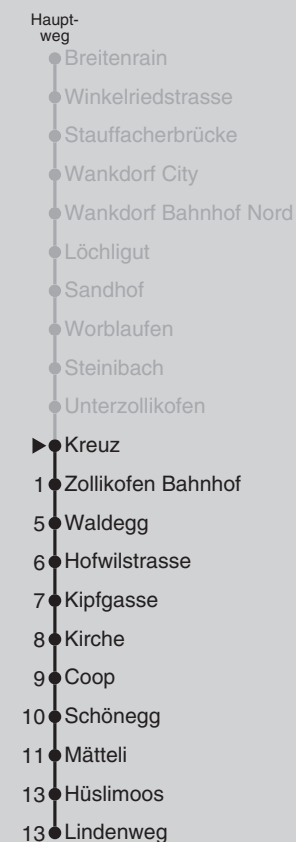 Haupt-
weg
Breitenrain
Winkelriedstrasse
Stauffacherbrücke
Wankdorf City
Wankdorf Bahnhof Nord
Löchligut
Sandhof
Worblaufen
Steinibach
Unterzollikofen
Kreuz
1 Zollikofen Bahnhof
5 Waldegg
6 Hofwilstrasse
7 Kipfgasse
8 Kirche
9 Coop
10 Schönegg
11 Mätteli
13 Hüslimoos
13 Lindenweg